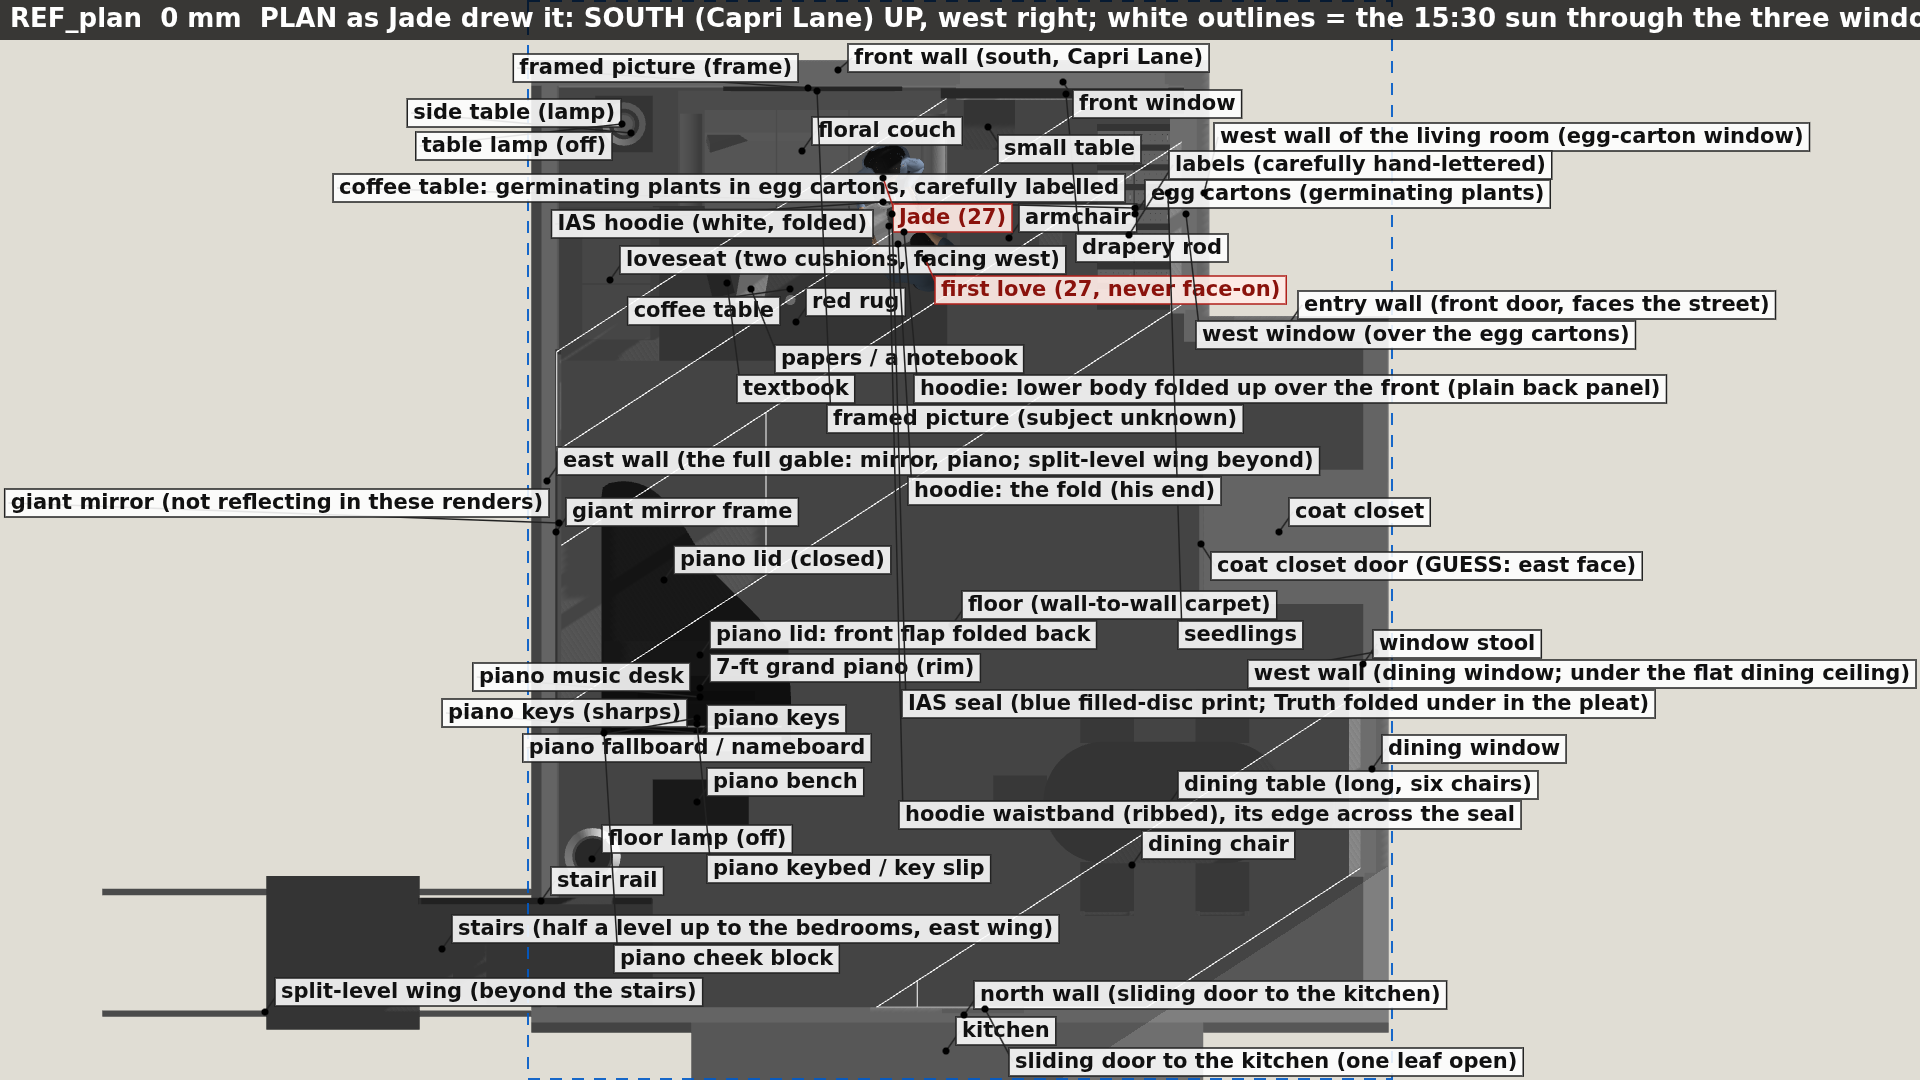 REF_plan  0 mm  PLAN as Jade drew it: SOUTH (Capri Lane) UP, west right; white outlines = the 15:30 sun through the three windo
front wall (south, Capri Lane)
framed picture (frame)
front window
side table (lamp)
floral couch
west wall of the living room (egg-carton window)
table lamp (off)
small table
labels (carefully hand-lettered)
coffee table: germinating plants in egg cartons, carefully labelled
egg cartons (germinating plants)
IAS hoodie (white, folded)
Jade (27)
armchair
drapery rod
loveseat (two cushions, facing west)
first love (27, never face-on)
coffee table
red rug
entry wall (front door, faces the street)
west window (over the egg cartons)
papers / a notebook
textbook
hoodie: lower body folded up over the front (plain back panel)
framed picture (subject unknown)
east wall (the full gable: mirror, piano; split-level wing beyond)
hoodie: the fold (his end)
giant mirror (not reflecting in these renders)
giant mirror frame
coat closet
piano lid (closed)
coat closet door (GUESS: east face)
floor (wall-to-wall carpet)
piano lid: front flap folded back
seedlings
window stool
7-ft grand piano (rim)
piano music desk
west wall (dining window; under the flat dining ceiling)
IAS seal (blue filled-disc print; Truth folded under in the pleat)
piano keys (sharps)
piano keys
piano fallboard / nameboard
dining window
piano bench
dining table (long, six chairs)
hoodie waistband (ribbed), its edge across the seal
floor lamp (off)
dining chair
piano keybed / key slip
stair rail
stairs (half a level up to the bedrooms, east wing)
piano cheek block
split-level wing (beyond the stairs)
north wall (sliding door to the kitchen)
kitchen
sliding door to the kitchen (one leaf open)